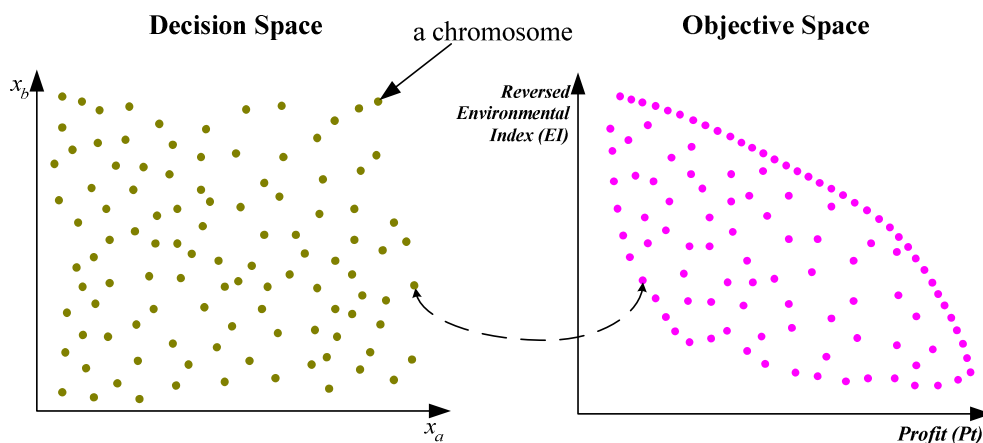 Decision Space
a chromosome
x_b
x_a
Objective Space
Reversed
Environmental
Index (EI)
Profit (Pt)